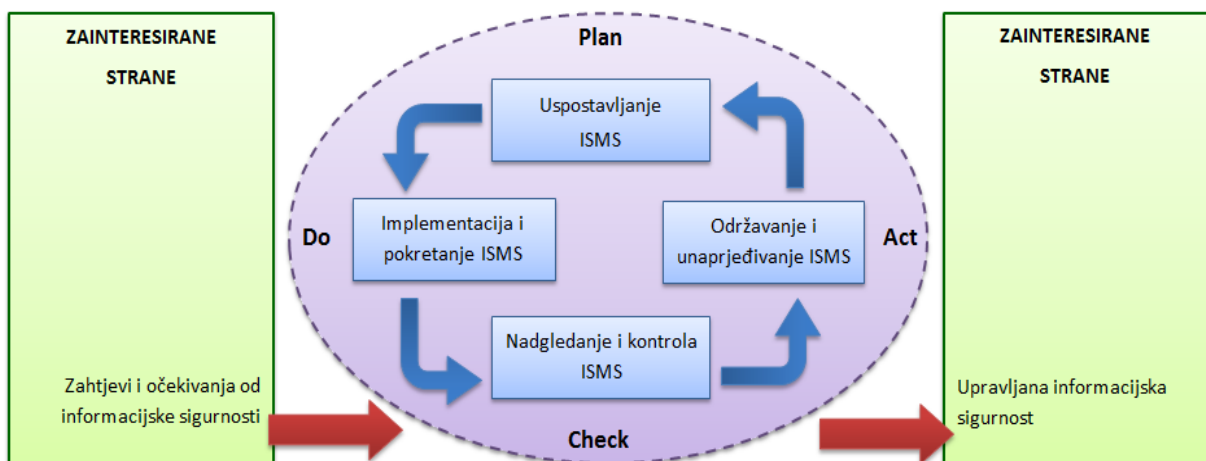 ZAINTERESIRANE
STRANE
Zahtjevi i očekivanja od
informacijske sigurnosti
Plan
Uspostavljanje
ISMS
Do
Implementacija i
pokretanje ISMS
Održavanje i
unaprjeđivanje ISMS
Act
Nadgledanje i kontrola
ISMS
Check
ZAINTERESIRANE
STRANE
Upravljana informacijska
sigurnost